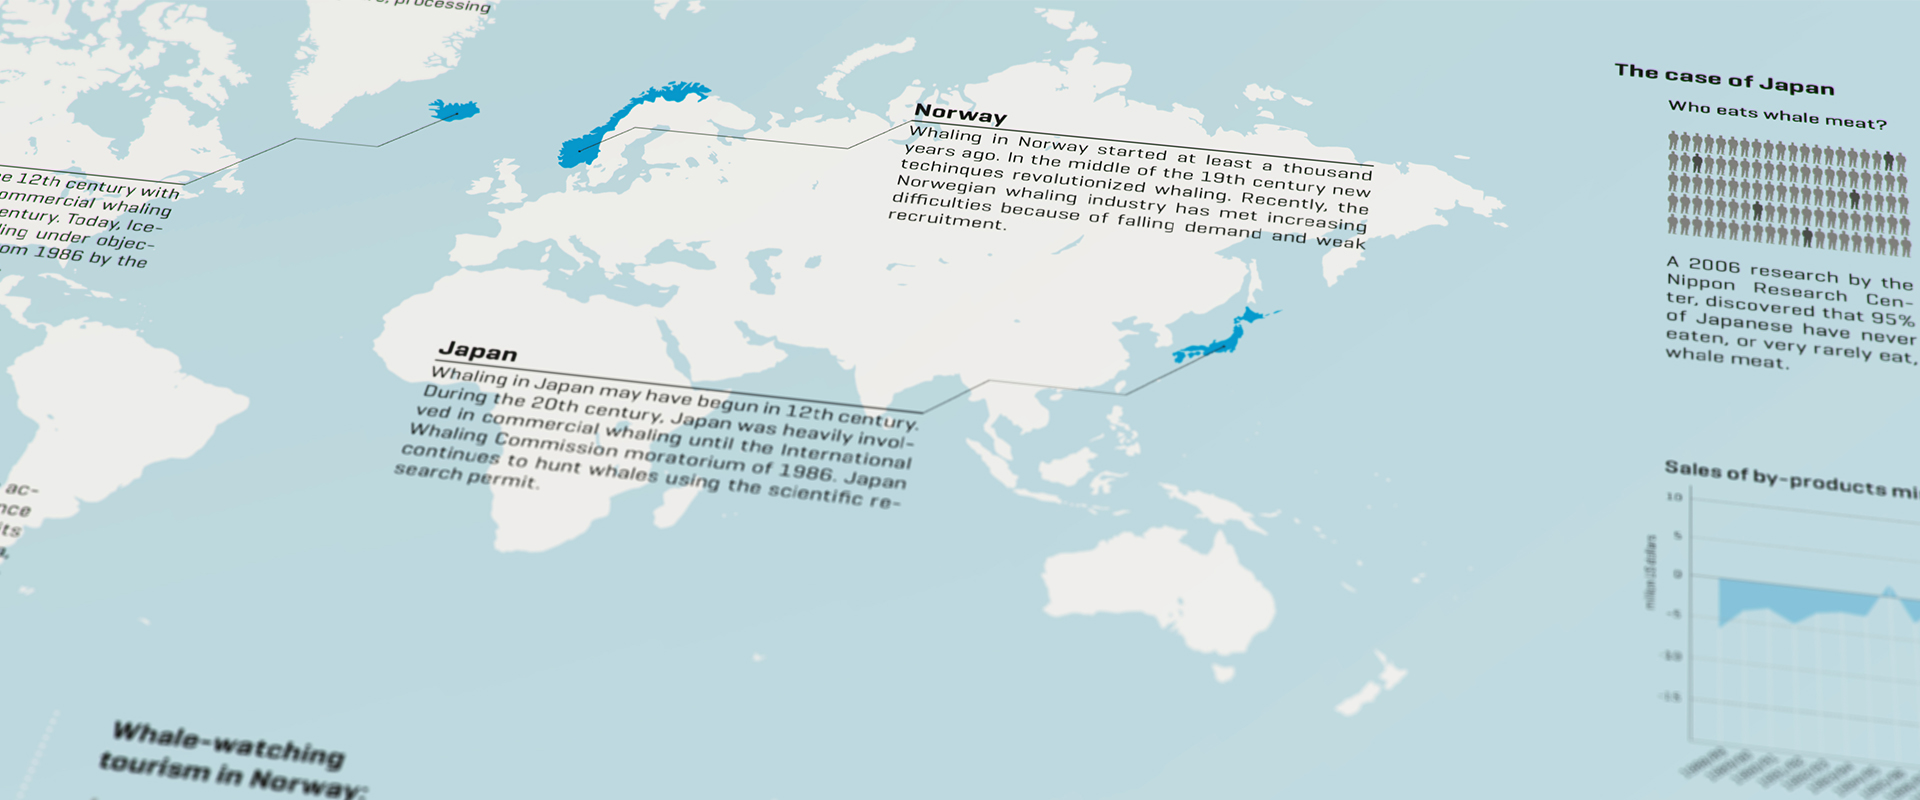 , processing
e 12th century with
ommercial whaling
entury. Today, Ice-
ling under objec-
om 1986 by the
Norway
Whaling in Norway started at least a thousand
years ago. In the middle of the 19th century new
techinques revolutionized whaling. Recently, the
Norwegian whaling industry has met increasing
difficulties because of falling demand and weak
recruitment.
Japan
Whaling in Japan may have begun in 12th century.
During the 20th century, Japan was heavily invol-
ved in commercial whaling until the International
Whaling Commission moratorium of 1986. Japan
continues to hunt whales using the scientific re-
search permit.
ac-
nce
its
The case of Japan
Who eats whale meat?
A 2006 research by the
Nippon Research Cen-
ter, discovered that 95%
of Japanese have never
eaten, or very rarely eat,
whale meat.
Sales of by-products mi
10
5
0
-5
-10
-15
Whale-watching
tourism in Norway: